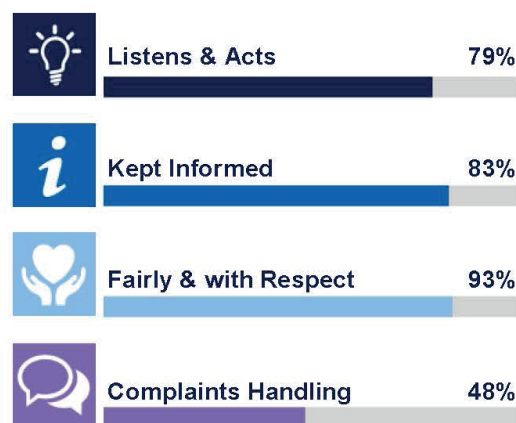 Listens & Acts 79%
Kept Informed 83%
Fairly & with Respect 93%
Complaints Handling 48%